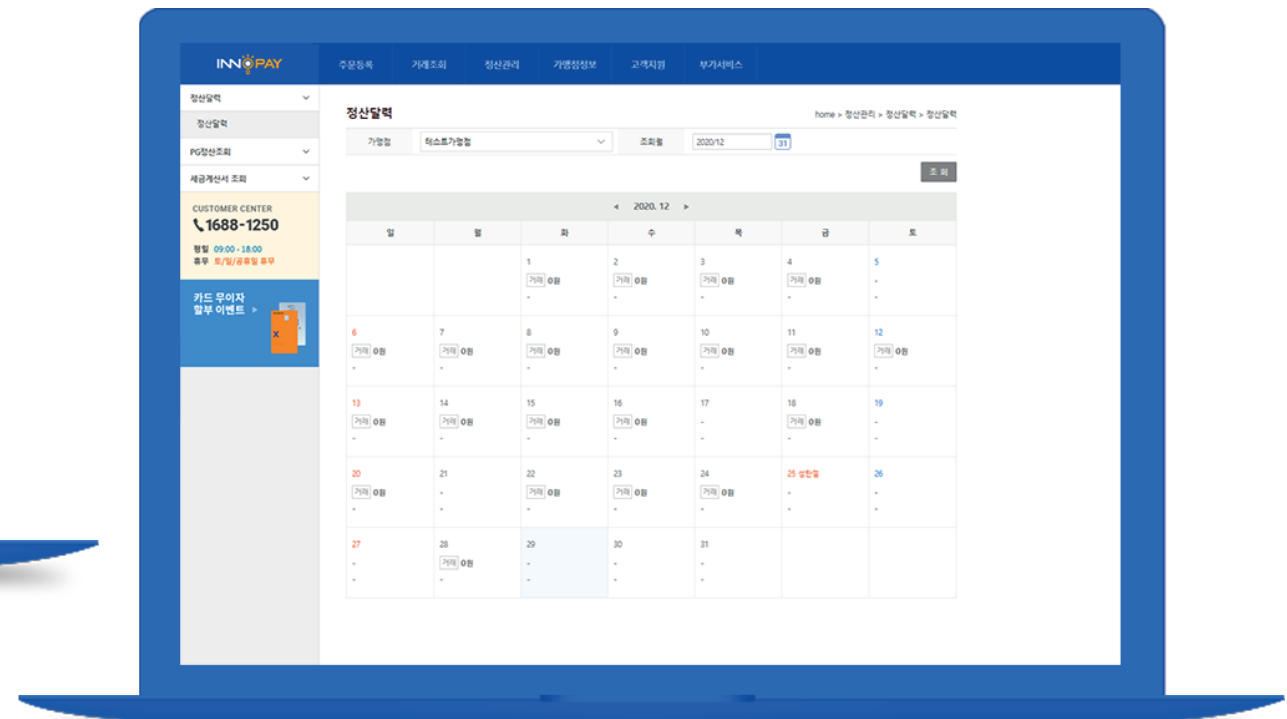 INNOPAY
주문등록 거래조회 정산관리 가맹점정보 고객지원 부가서비스
정산달력
정산달력
PG정산조회
세금계산서 조회
CUSTOMER CENTER
1688-1250
평일 09:00 - 18:00
휴무 토/일/공휴일 휴무
카드 무이자
할부 이벤트 ▶
정산달력
home > 정산관리 > 정산달력 > 정산달력
가맹점 테스트가맹점 조회월 2020/12 31
조 회
◀ 2020. 12 ▶
일 월 화 수 목 금 토
1 2 3 4 5
거래 0원 거래 0원 거래 0원 거래 0원 -
- - - - -
6 7 8 9 10 11 12
거래 0원 거래 0원 거래 0원 거래 0원 거래 0원 거래 0원 거래 0원
- - - - - - -
13 14 15 16 17 18 19
거래 0원 거래 0원 거래 0원 거래 0원 - 거래 0원 -
- - - - - - -
20 21 22 23 24 25 성탄절 26
거래 0원 - 거래 0원 거래 0원 거래 0원 - -
- - - - - - -
27 28 29 30 31
- 거래 0원 - - -
- - - - -